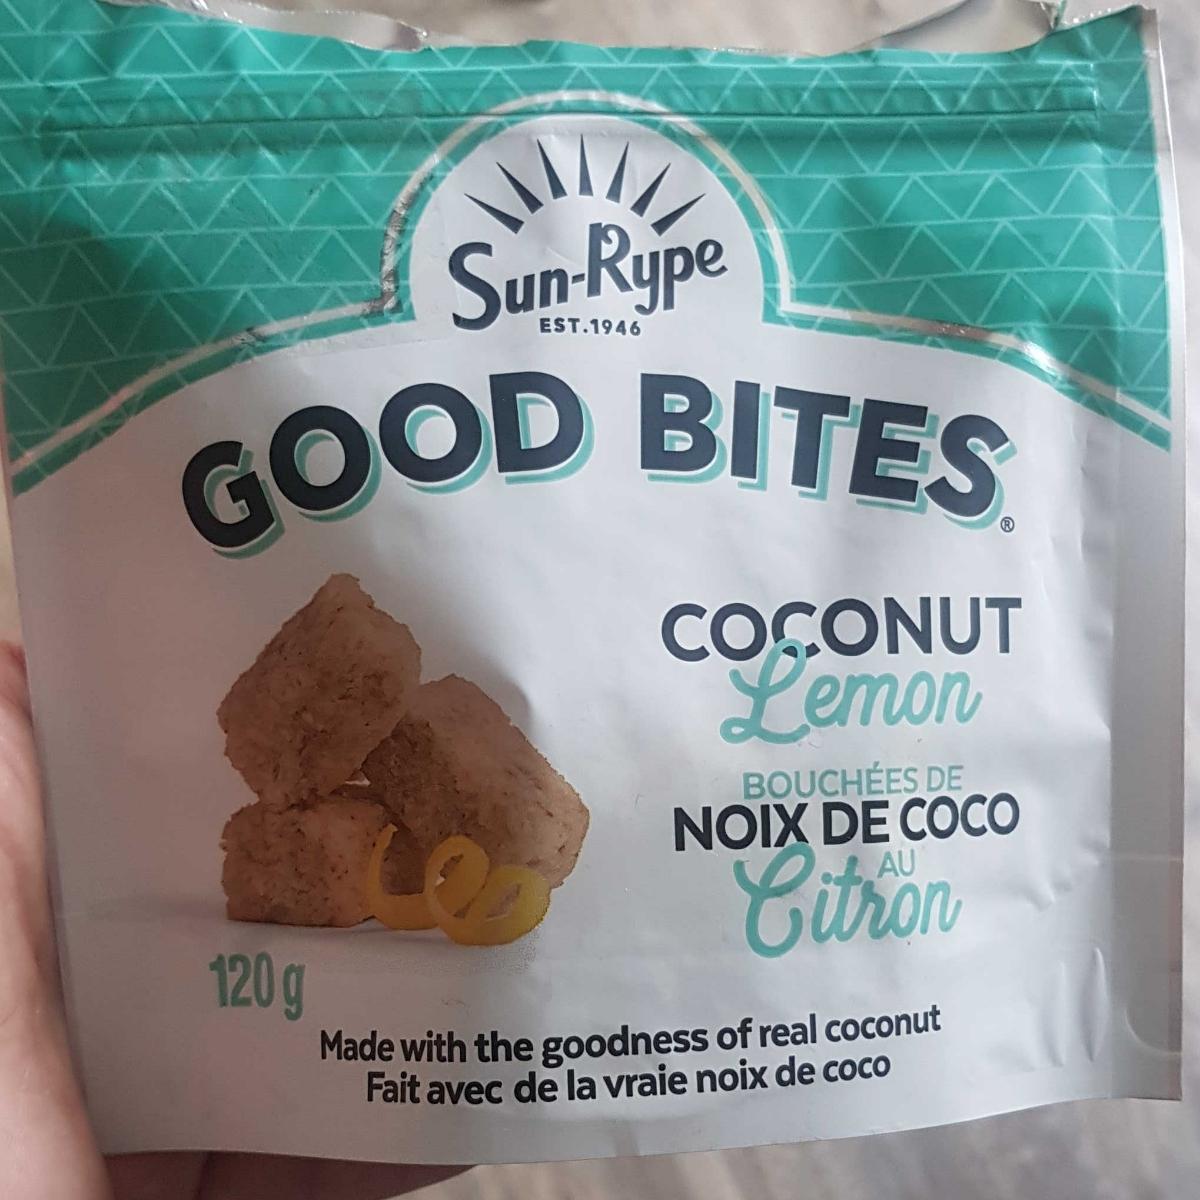 Sun-Rype
EST.1946
GOOD BITES®
COCONUT
Lemon
BOUCHÉES DE
NOIX DE COCO
AU
Citron
120 g
Made with the goodness of real coconut
Fait avec de la vraie noix de coco